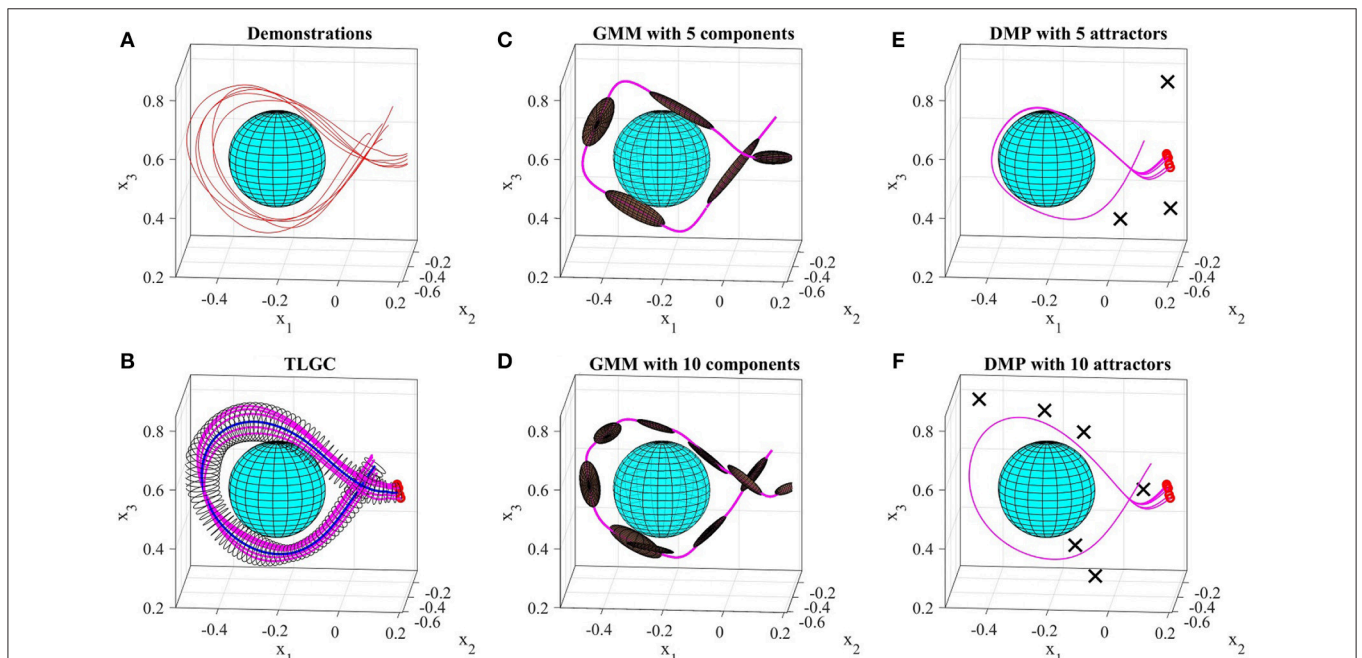 A
Demonstrations
0.8
0.6
0.4
0.2
x3
-0.4
-0.2
0
0.2
x1
-0.2
-0.4
-0.6
x2
C
GMM with 5 components
0.8
0.6
0.4
0.2
x3
-0.4
-0.2
0
0.2
x1
-0.2
-0.4
-0.6
x2
E
DMP with 5 attractors
0.8
0.6
0.4
0.2
x3
-0.4
-0.2
0
0.2
x1
-0.2
-0.4
-0.6
x2
B
TLGC
0.8
0.6
0.4
0.2
x3
-0.4
-0.2
0
0.2
x1
-0.2
-0.4
-0.6
x2
D
GMM with 10 components
0.8
0.6
0.4
0.2
x3
-0.4
-0.2
0
0.2
x1
-0.2
-0.4
-0.6
x2
F
DMP with 10 attractors
0.8
0.6
0.4
0.2
x3
-0.4
-0.2
0
0.2
x1
-0.2
-0.4
-0.6
x2